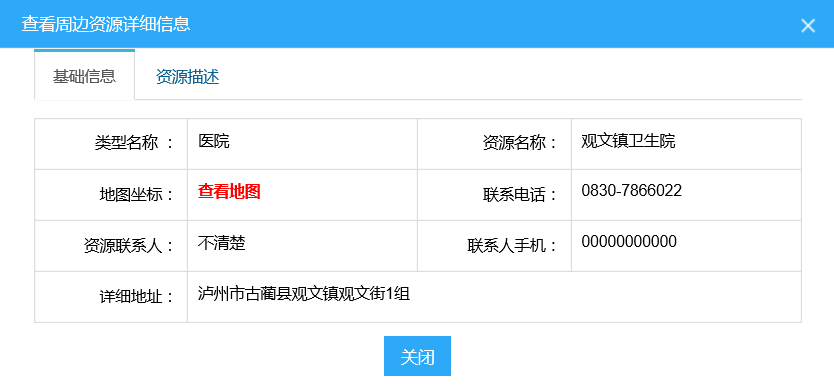 查看周边资源详细信息
基础信息 资源描述
类型名称 ： 医院 资源名称： 观文镇卫生院
地图坐标： 查看地图 联系电话： 0830-7866022
资源联系人： 不清楚 联系人手机： 00000000000
详细地址： 泸州市古蔺县观文镇观文街1组
关闭